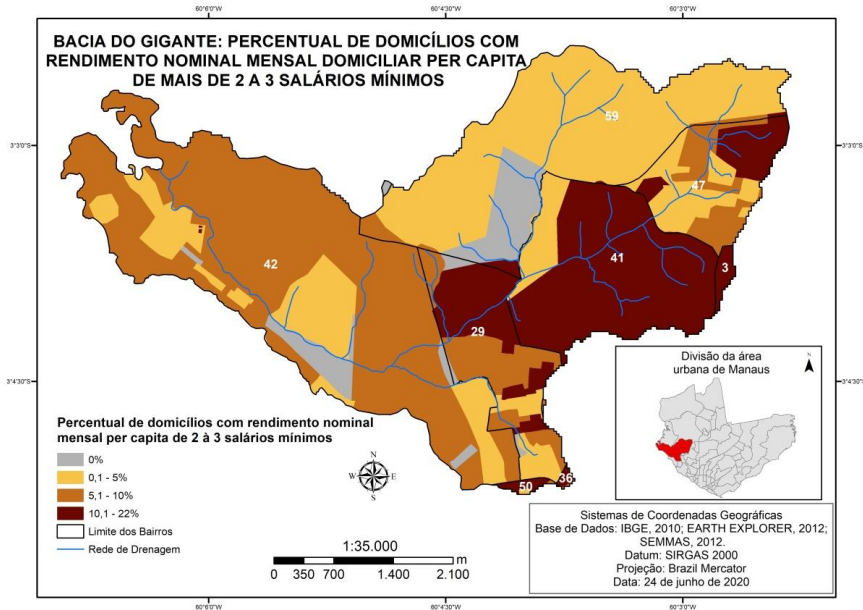 60°6'0"W
60°4'30"W
60°3'0"W
BACIA DO GIGANTE: PERCENTUAL DE DOMICÍLIOS COM
RENDIMENTO NOMINAL MENSAL DOMICILIAR PER CAPITA
DE MAIS DE 2 A 3 SALÁRIOS MÍNIMOS
59
3°3'0"S
3°3'0"S
47
42
41
3
29
3°4'30"S
3°4'30"S
50
36
Divisão da área
urbana de Manaus
N
Percentual de domicílios com rendimento nominal
mensal per capita de 2 à 3 salários mínimos
0%
0,1 - 5%
5,1 - 10%
10,1 - 22%
Limite dos Bairros
Rede de Drenagem
N
W
E
S
1:35.000
m
0 350 700 1.400 2.100
Sistemas de Coordenadas Geográficas
Base de Dados: IBGE, 2010; EARTH EXPLORER, 2012;
SEMMAS, 2012.
Datum: SIRGAS 2000
Projeção: Brazil Mercator
Data: 24 de junho de 2020
60°6'0"W
60°4'30"W
60°3'0"W